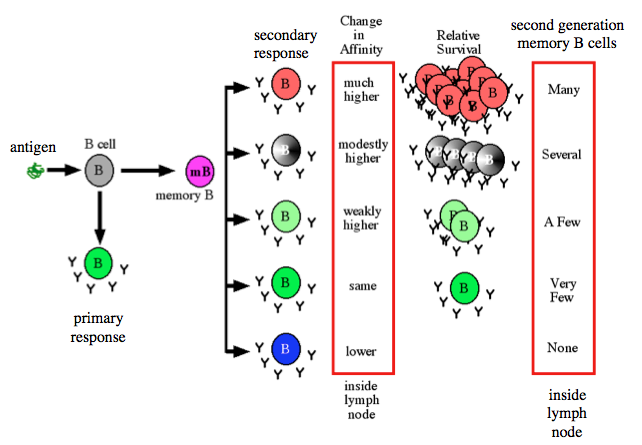 antigen
B cell
B
mB
memory B
B
primary
response
secondary
response
B
B
B
B
B
Change
in
Affinity
much
higher
modestly
higher
weakly
higher
same
lower
inside
lymph
node
Relative
Survival
B B B B B B B B
B B B B
B B
B
second generation
memory B cells
Many
Several
A Few
Very
Few
None
inside
lymph
node